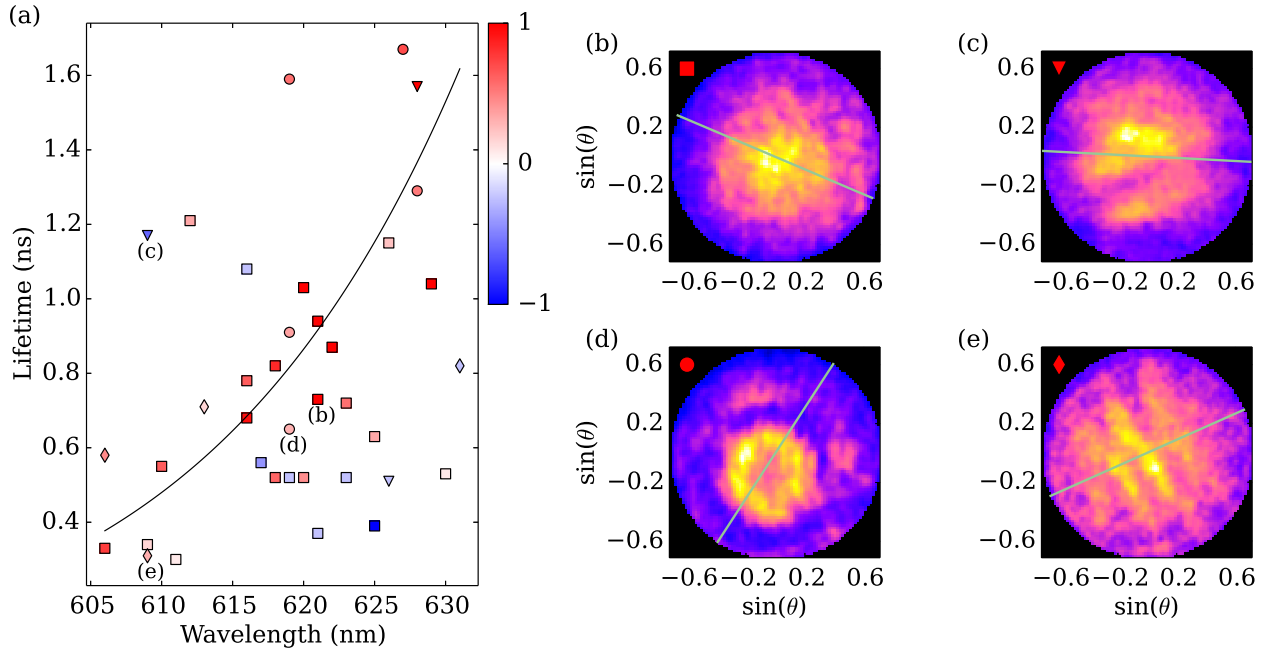 (a)
1.6
1.4
1.2
1.0
0.8
0.6
0.4
Lifetime (ns)
605 610 615 620 625 630
Wavelength (nm)
(c)
(b)
(d)
(e)
1
0
−1
(b)
0.6
0.2
−0.2
−0.6
sin(θ)
−0.6 −0.2 0.2 0.6
(c)
0.6
0.2
−0.2
−0.6
−0.6 −0.2 0.2 0.6
(d)
0.6
0.2
−0.2
−0.6
sin(θ)
−0.6 −0.2 0.2 0.6
sin(θ)
(e)
0.6
0.2
−0.2
−0.6
−0.6 −0.2 0.2 0.6
sin(θ)